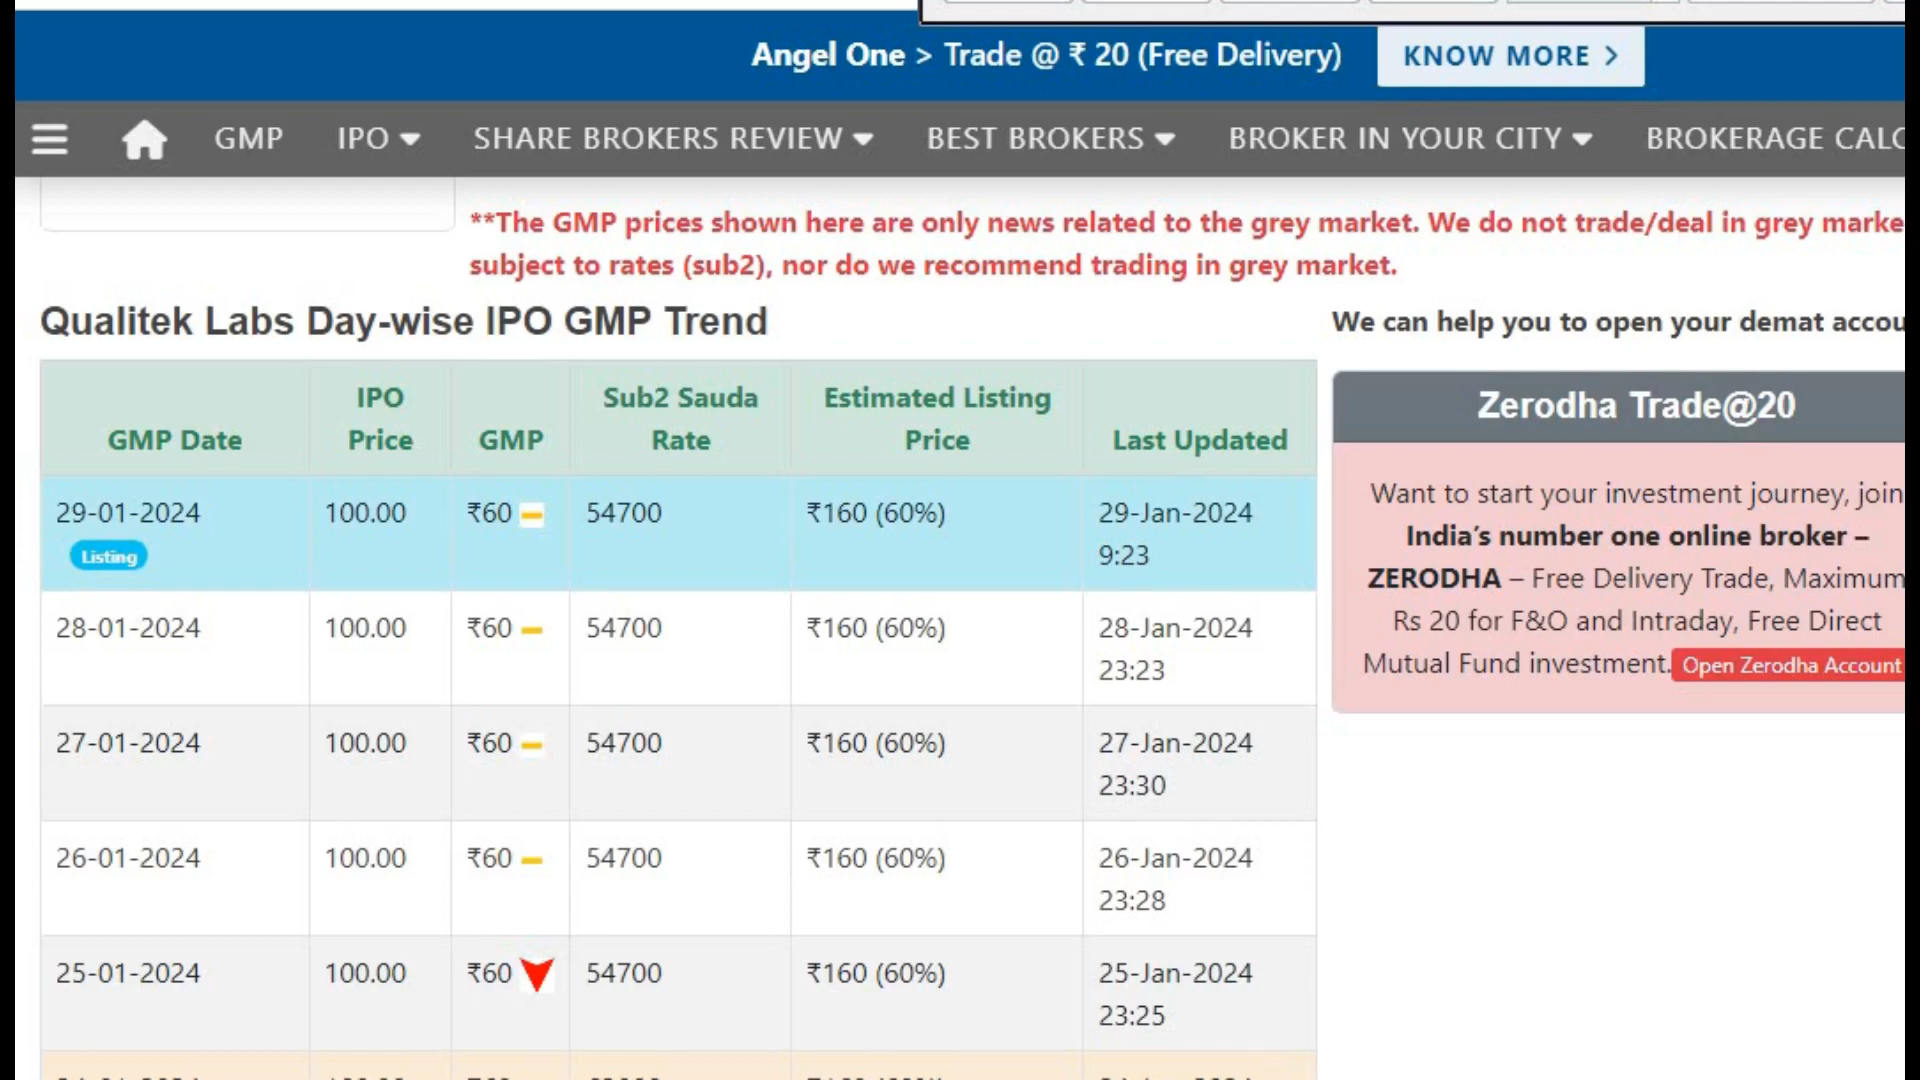 Angel One > Trade @ ₹ 20 (Free Delivery)
KNOW MORE >
GMP
IPO
SHARE BROKERS REVIEW
BEST BROKERS
BROKER IN YOUR CITY
BROKERAGE CALC
**The GMP prices shown here are only news related to the grey market. We do not trade/deal in grey marke
subject to rates (sub2), nor do we recommend trading in grey market.
Qualitek Labs Day-wise IPO GMP Trend
GMP Date IPO Price GMP Sub2 Sauda Rate Estimated Listing Price Last Updated
29-01-2024 100.00 ₹60 54700 ₹160 (60%) 29-Jan-2024
Listing 9:23
28-01-2024 100.00 ₹60 54700 ₹160 (60%) 28-Jan-2024
23:23
27-01-2024 100.00 ₹60 54700 ₹160 (60%) 27-Jan-2024
23:30
26-01-2024 100.00 ₹60 54700 ₹160 (60%) 26-Jan-2024
23:28
25-01-2024 100.00 ₹60 54700 ₹160 (60%) 25-Jan-2024
23:25
We can help you to open your demat accou
Zerodha Trade@20
Want to start your investment journey, join
India's number one online broker –
ZERODHA – Free Delivery Trade, Maximum
Rs 20 for F&O and Intraday, Free Direct
Mutual Fund investment. Open Zerodha Account